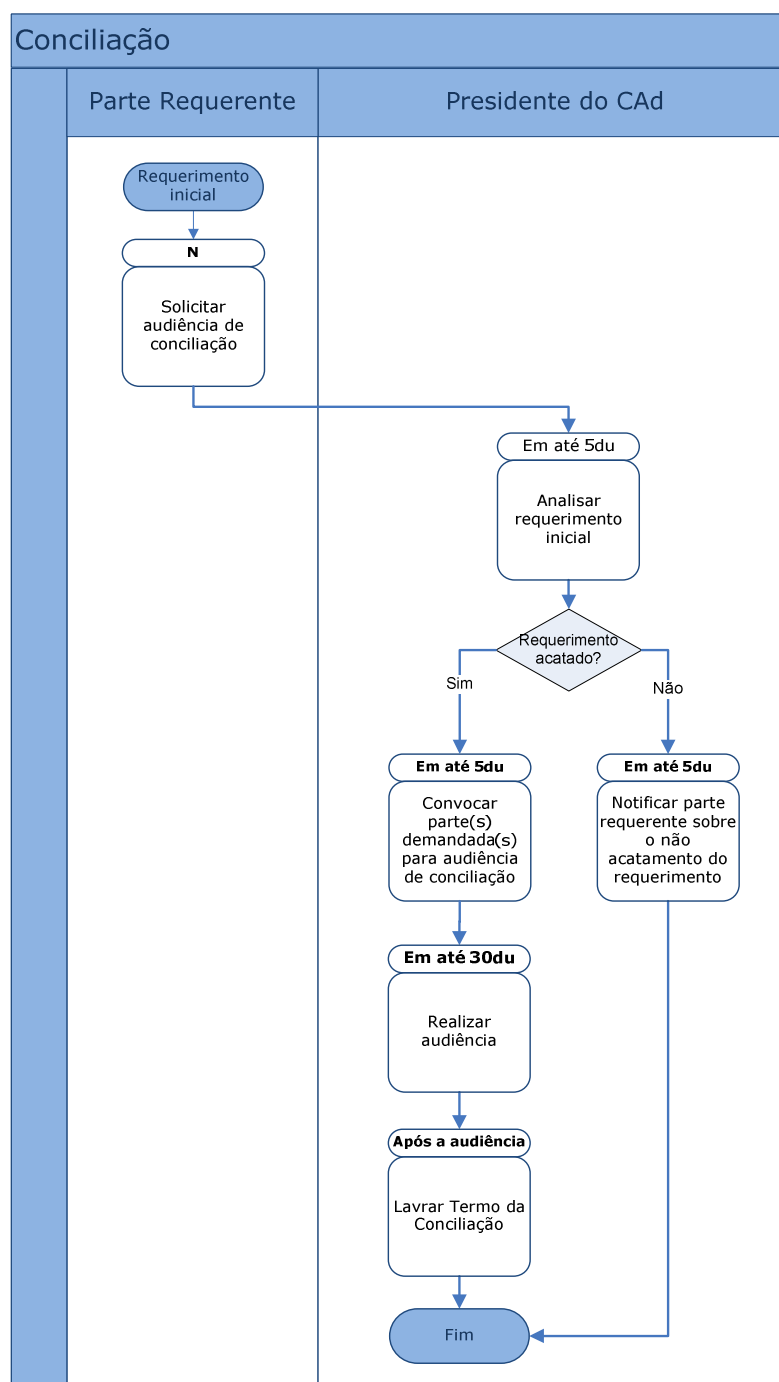 Conciliação
Parte Requerente
Presidente do CAd
Requerimento
inicial
N
Solicitar
audiência de
conciliação
Em até 5du
Analisar
requerimento
inicial
Requerimento
acatado?
Sim
Não
Em até 5du
Convocar
parte(s)
demandada(s)
para audiência
de conciliação
Em até 5du
Notificar parte
requerente sobre
o não
acatamento do
requerimento
Em até 30du
Realizar
audiência
Após a audiência
Lavrar Termo da
Conciliação
Fim